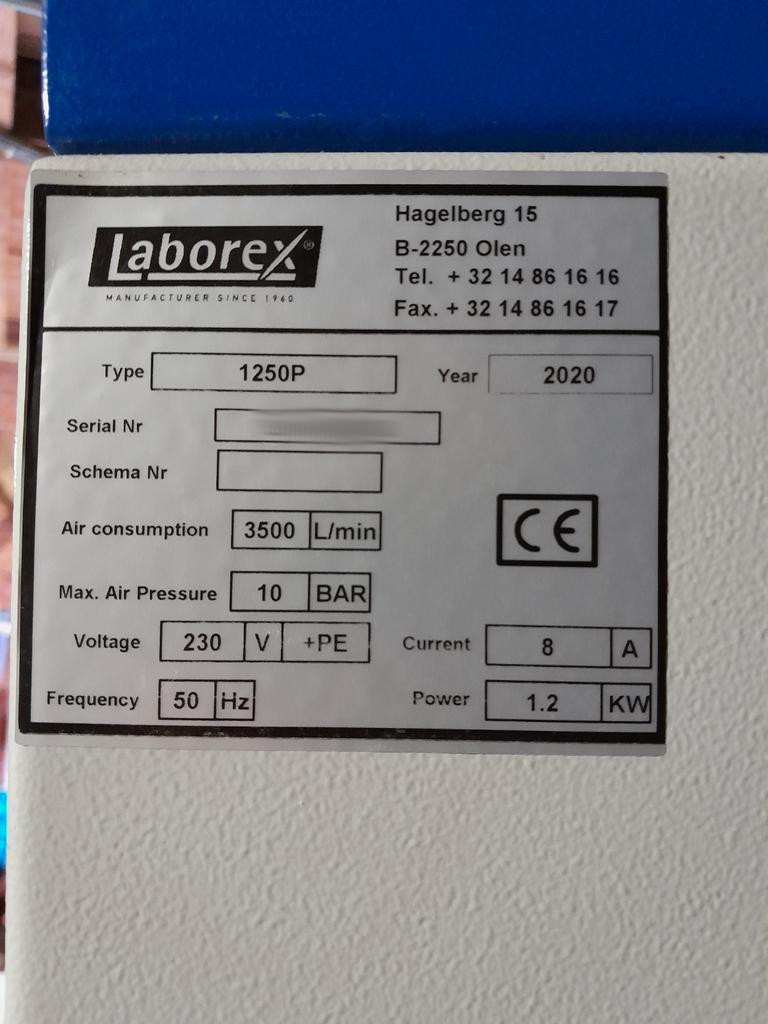 Laborex®
MANUFACTURER SINCE 1960
Hagelberg 15
B-2250 Olen
Tel. + 32 14 86 16 16
Fax. + 32 14 86 16 17
Type 1250P Year 2020
Serial Nr
Schema Nr
Air consumption 3500 L/min
CE
Max. Air Pressure 10 BAR
Voltage 230 V +PE Current 8 A
Frequency 50 Hz Power 1.2 KW